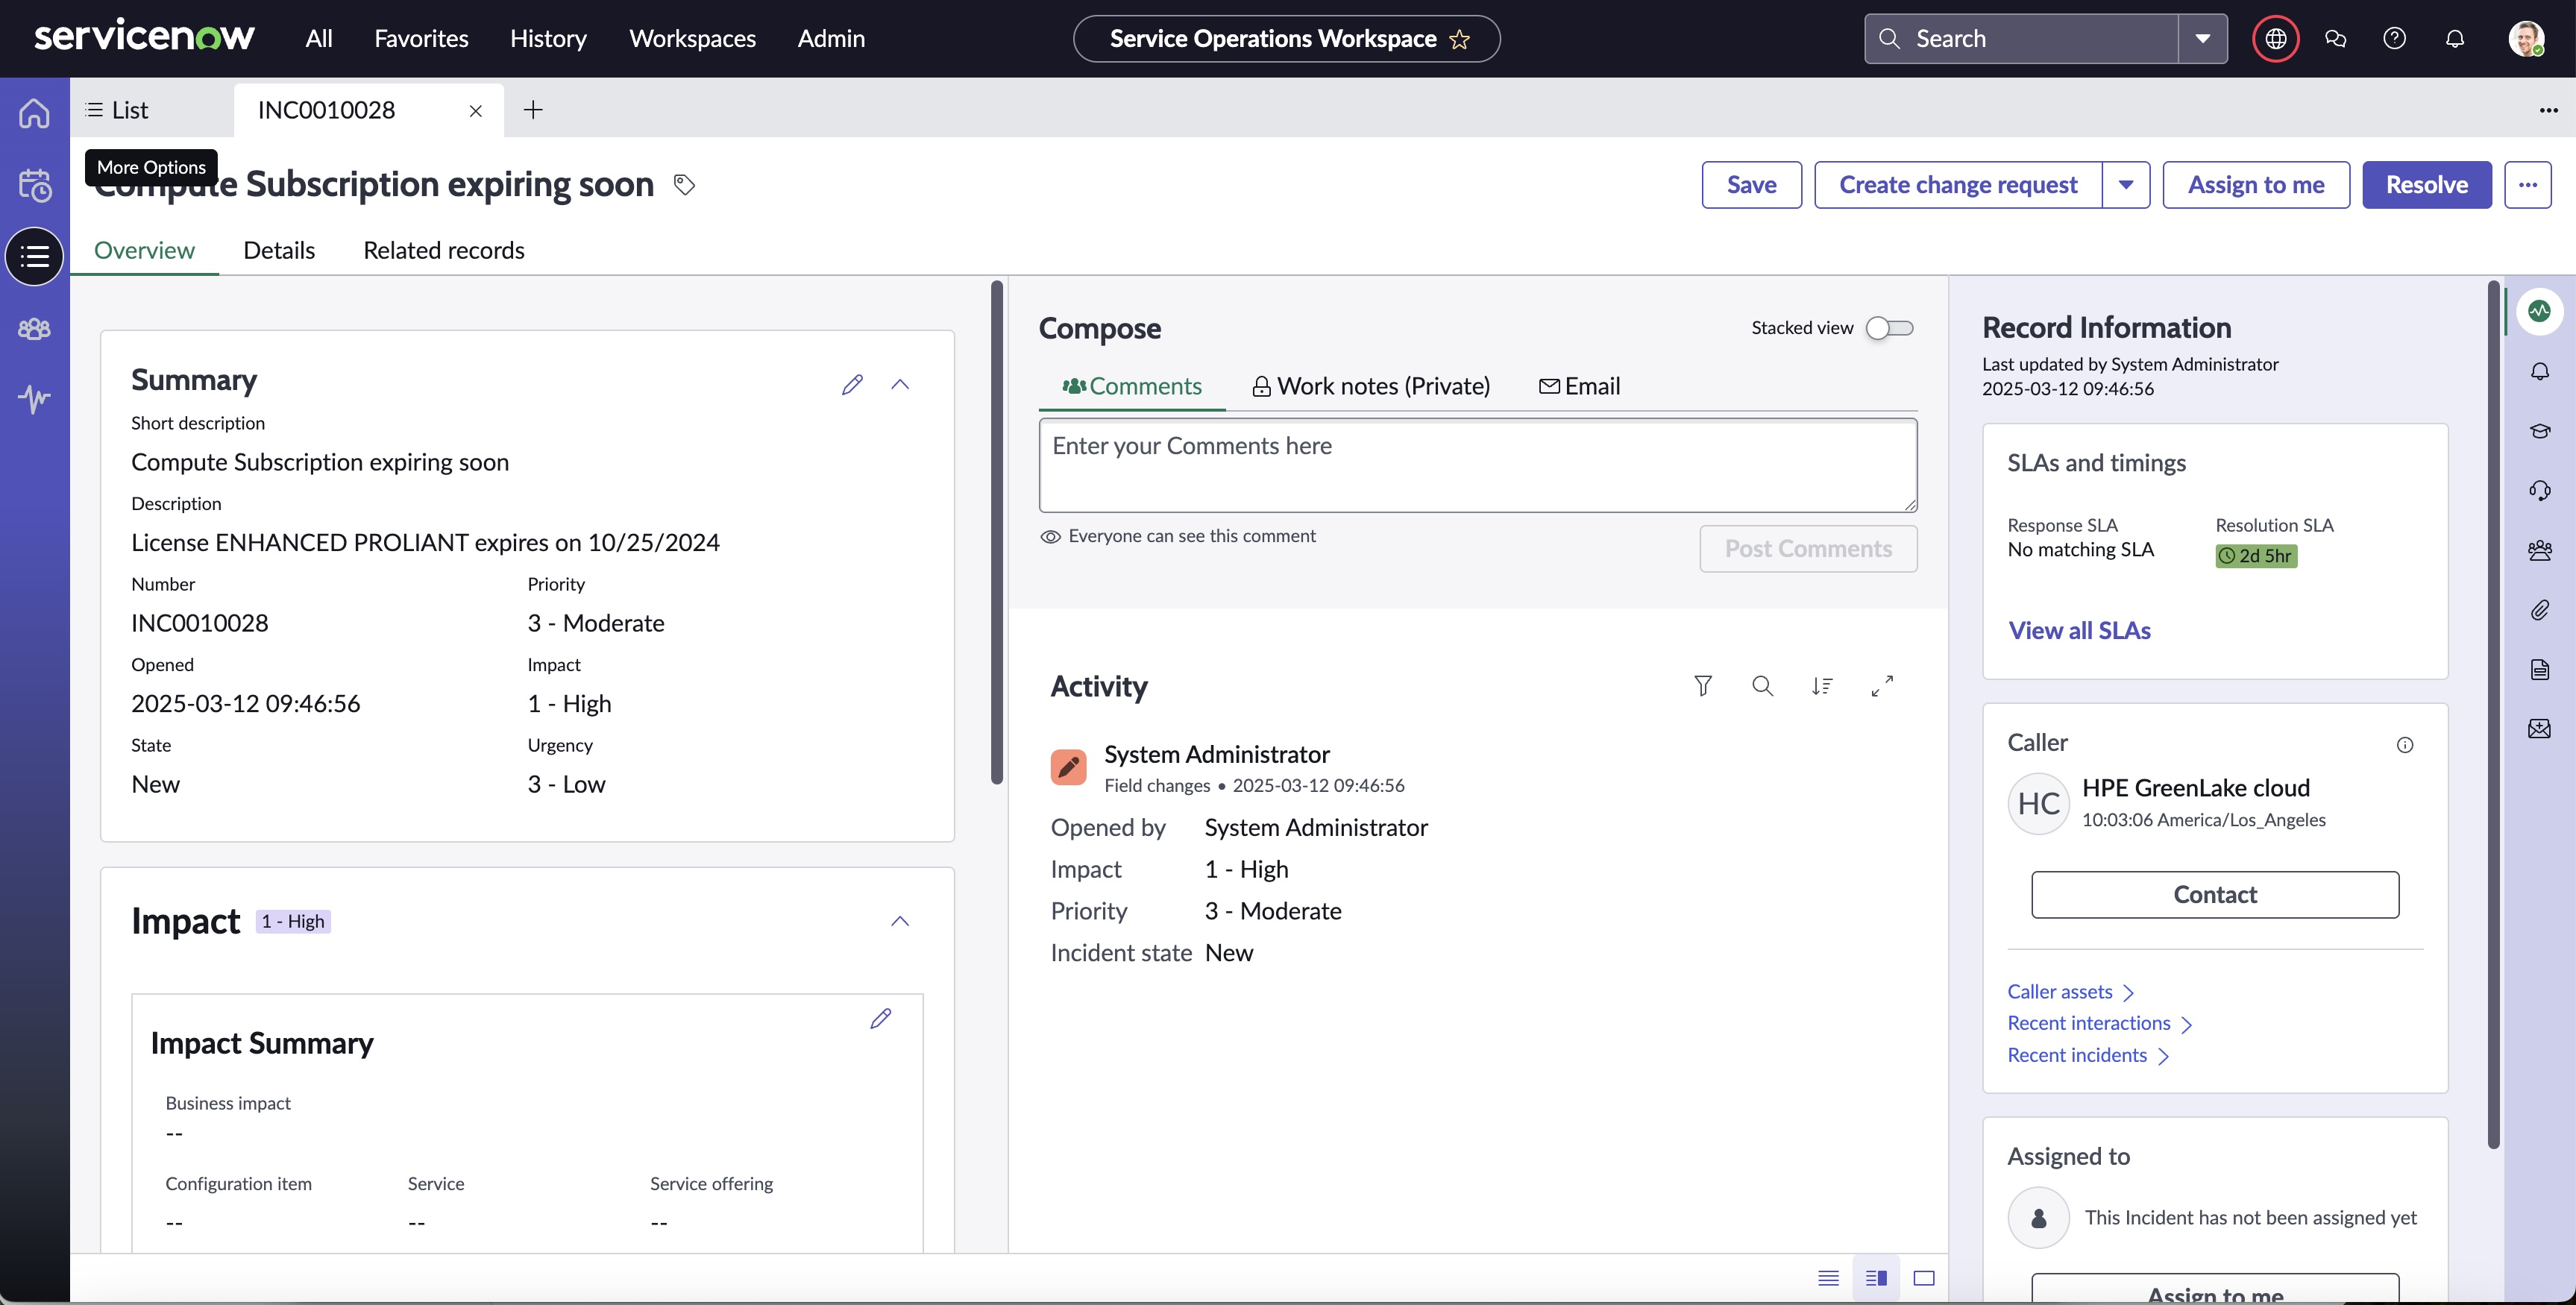 servicenow All Favorites History Workspaces Admin Service Operations Workspace Search
List INC0010028
More Options
Compute Subscription expiring soon Save Create change request Assign to me Resolve
Overview Details Related records
Summary
Short description
Compute Subscription expiring soon
Description
License ENHANCED PROLIANT expires on 10/25/2024
Number Priority
INC0010028 3 - Moderate
Opened Impact
2025-03-12 09:46:56 1 - High
State Urgency
New 3 - Low
Impact 1 - High
Impact Summary
Business impact
--
Configuration item Service Service offering
-- -- --
Compose Stacked view
Comments Work notes (Private) Email
Enter your Comments here
Everyone can see this comment Post Comments
Activity
System Administrator
Field changes • 2025-03-12 09:46:56
Opened by System Administrator
Impact 1 - High
Priority 3 - Moderate
Incident state New
Record Information
Last updated by System Administrator
2025-03-12 09:46:56
SLAs and timings
Response SLA Resolution SLA
No matching SLA 2d 5hr
View all SLAs
Caller
HC HPE GreenLake cloud
10:03:06 America/Los_Angeles
Contact
Caller assets
Recent interactions
Recent incidents
Assigned to
This Incident has not been assigned yet
Assign to me